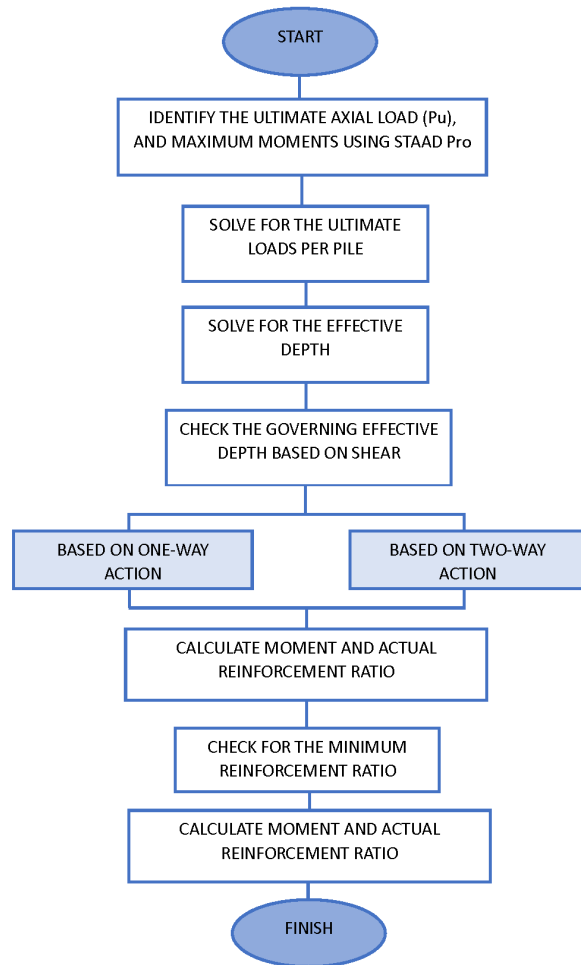 START
IDENTIFY THE ULTIMATE AXIAL LOAD (Pu),
AND MAXIMUM MOMENTS USING STAAD Pro
SOLVE FOR THE ULTIMATE
LOADS PER PILE
SOLVE FOR THE EFFECTIVE
DEPTH
CHECK THE GOVERNING EFFECTIVE
DEPTH BASED ON SHEAR
BASED ON ONE-WAY
ACTION
BASED ON TWO-WAY
ACTION
CALCULATE MOMENT AND ACTUAL
REINFORCEMENT RATIO
CHECK FOR THE MINIMUM
REINFORCEMENT RATIO
CALCULATE MOMENT AND ACTUAL
REINFORCEMENT RATIO
FINISH